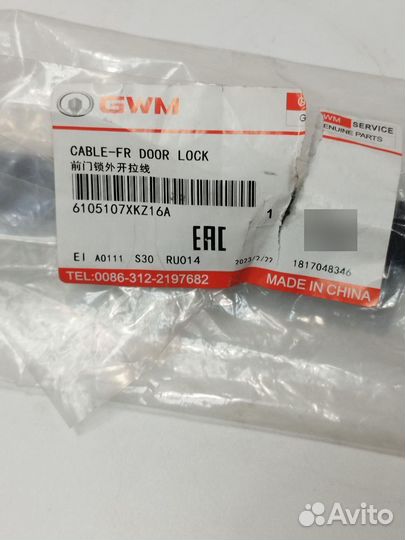 GWM
GWM SERVICE
GENUINE PARTS
CABLE-FR DOOR LOCK
前门锁外开拉线
6105107XKZ16A
1
EAC
EI A0111 S30 RU014
2023/2/22
1817048346
TEL:0086-312-2197682
MADE IN CHINA
Avito